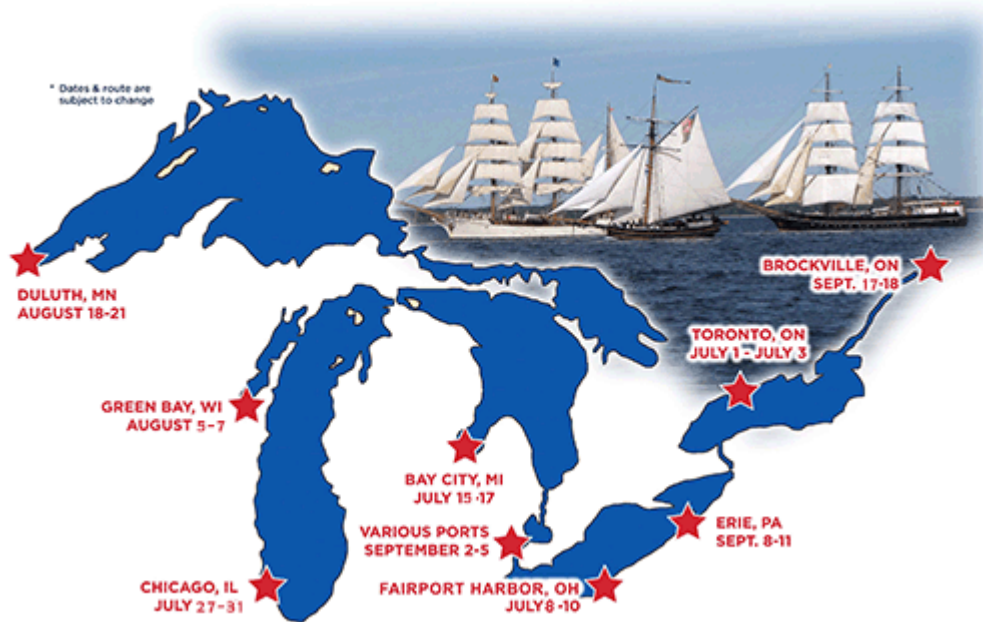 * Dates & route are
subject to change
BROCKVILLE, ON
SEPT. 17-18
DULUTH, MN
AUGUST 18-21
TORONTO, ON
JULY 1 - JULY 3
GREEN BAY, WI
AUGUST 5-7
BAY CITY, MI
JULY 15-17
VARIOUS PORTS
SEPTEMBER 2-5
ERIE, PA
SEPT. 8-11
CHICAGO, IL
JULY 27-31
FAIRPORT HARBOR, OH
JULY 8 -10